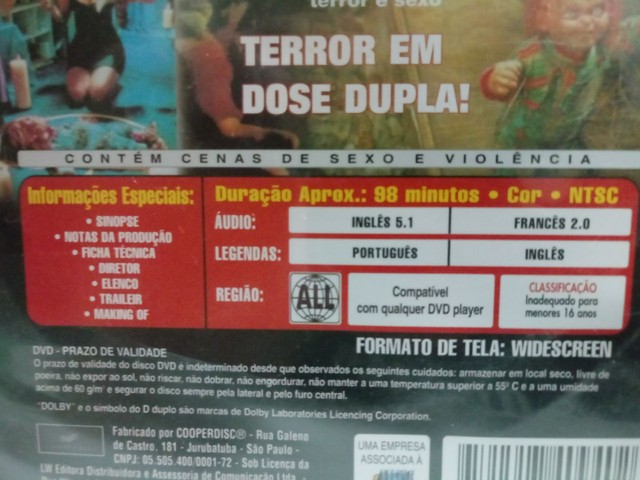 terror e sexo
TERROR EM
DOSE DUPLA!
CONTÉM CENAS DE SEXO E VIOLÊNCIA
Informações Especiais:
• SINOPSE
• NOTAS DA PRODUÇÃO
• FICHA TÉCNICA
• DIRETOR
• ELENCO
• TRAILEIR
• MAKING OF
Duração Aprox.: 98 minutos • Cor • NTSC
ÁUDIO: INGLÊS 5.1 FRANCÊS 2.0
LEGENDAS: PORTUGUÊS INGLÊS
REGIÃO: ALL Compatível com qualquer DVD player
CLASSIFICAÇÃO
Inadequado para
menores 16 anos
FORMATO DE TELA: WIDESCREEN
DVD - PRAZO DE VALIDADE
O prazo de validade do disco DVD é indeterminado desde que observados os seguintes cuidados: armazenar em local seco, livre de
poeira, não expor ao sol, não riscar, não dobrar, não engordurar, não manter a uma temperatura superior a 55º C e a uma umidade
acima de 60 g/m³ e segurar o disco sempre pela lateral e pelo furo central.
"DOLBY" e o símbolo do D duplo são marcas de Dolby Laboratories Licencing Corporation.
Fabricado por COOPERDISC® - Rua Galeno
de Castro, 181 - Jurubatuba - São Paulo -
CNPJ: 05.505.400/0001-72 - Sob Licença da
LW Editora Distribuidora e Assessoria de Comunicação Ltda. -
UMA EMPRESA
ASSOCIADA À